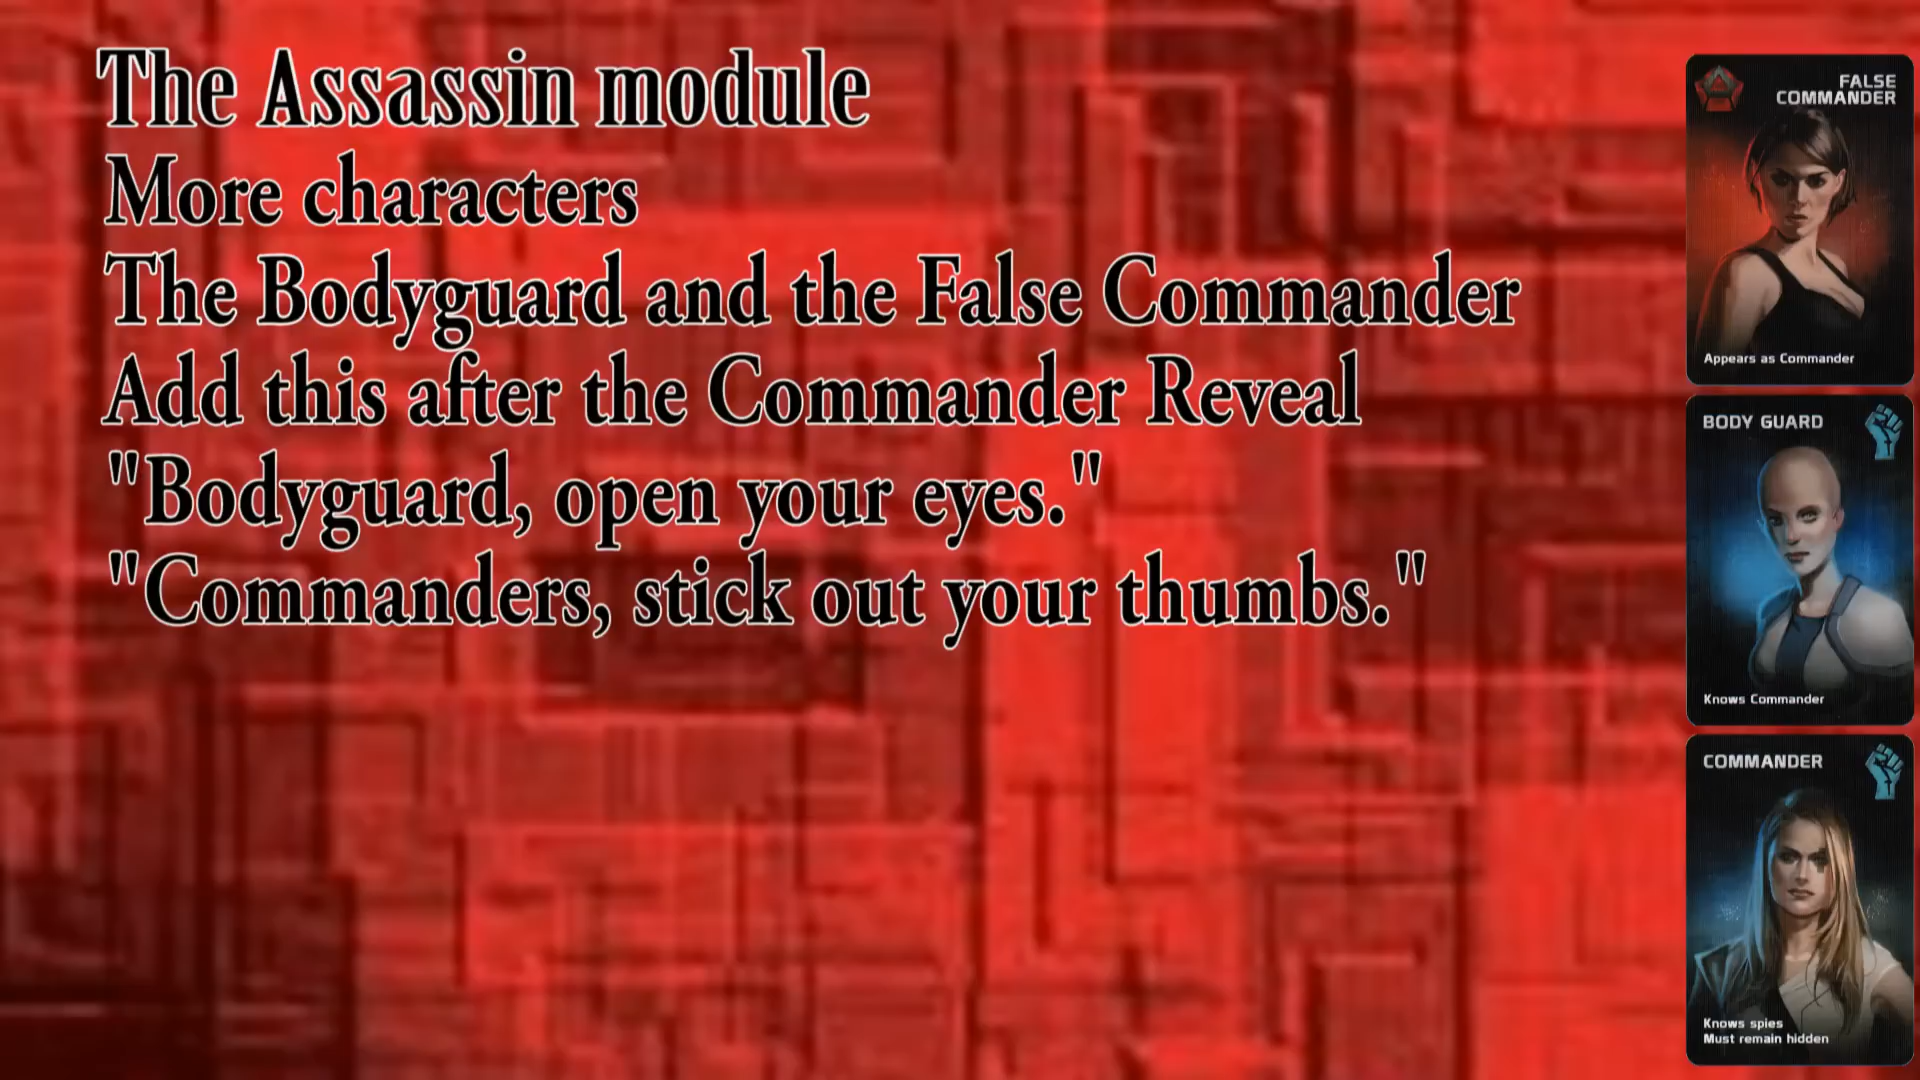 The Assassin module
More characters
The Bodyguard and the False Commander
Add this after the Commander Reveal
"Bodyguard, open your eyes."
"Commanders, stick out your thumbs."
FALSE
COMMANDER
Appears as Commander
BODY GUARD
Knows Commander
COMMANDER
Knows spies
Must remain hidden